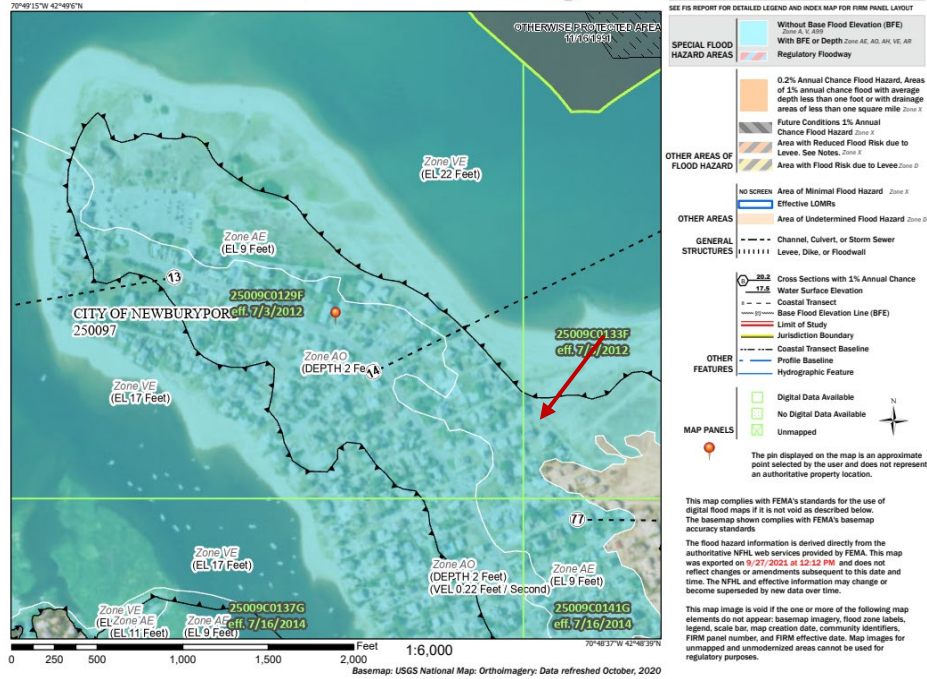 70°49'15"W 42°49'6"N
OTHERWISE PROTECTED AREA
11/16/1991
Zone VE
(EL 22 Feet)
Zone AE
(EL 9 Feet)
13
CITY OF NEWBURYPORT
250097
25009C0129F
eff. 7/3/2012
25009C0133F
eff. 7/3/2012
Zone AO
(DEPTH 2 Fe
14
Zone VE
(EL 17 Feet)
77
Zone VE
(EL 17 Feet)
Zone AO
(DEPTH 2 Feet)
(VEL 0.22 Feet / Second)
Zone AE
(EL 9 Feet)
Zone VE
Zone AE
(EL 11 Feet)
Zone AE
(EL 9 Feet)
25009C0137G
eff. 7/16/2014
25009C0141G
eff. 7/16/2014
70°48'37"W 42°48'39"N
Feet
0 250 500 1,000 1,500 2,000
1:6,000
Basemap: USGS National Map: Orthoimagery: Data refreshed October, 2020
SEE FIS REPORT FOR DETAILED LEGEND AND INDEX MAP FOR FIRM PANEL LAYOUT
SPECIAL FLOOD
HAZARD AREAS
Without Base Flood Elevation (BFE)
Zone A, V, A99
With BFE or Depth Zone AE, AO, AH, VE, AR
Regulatory Floodway
0.2% Annual Chance Flood Hazard, Areas
of 1% annual chance flood with average
depth less than one foot or with drainage
areas of less than one square mile Zone X
Future Conditions 1% Annual
Chance Flood Hazard Zone X
Area with Reduced Flood Risk due to
Levee. See Notes. Zone X
Area with Flood Risk due to Levee Zone D
OTHER AREAS OF
FLOOD HAZARD
NO SCREEN Area of Minimal Flood Hazard Zone X
Effective LOMRs
OTHER AREAS
Area of Undetermined Flood Hazard Zone D
GENERAL
STRUCTURES
Channel, Culvert, or Storm Sewer
Levee, Dike, or Floodwall
20.2 Cross Sections with 1% Annual Chance
17.5 Water Surface Elevation
Coastal Transect
Base Flood Elevation Line (BFE)
Limit of Study
Jurisdiction Boundary
Coastal Transect Baseline
OTHER
FEATURES
Profile Baseline
Hydrographic Feature
Digital Data Available
No Digital Data Available
Unmapped
MAP PANELS
N
The pin displayed on the map is an approximate
point selected by the user and does not represent
an authoritative property location.
This map complies with FEMA's standards for the use of
digital flood maps if it is not void as described below.
The basemap shown complies with FEMA's basemap
accuracy standards
The flood hazard information is derived directly from the
authoritative NFHL web services provided by FEMA. This map
was exported on 9/27/2021 at 12:12 PM and does not
reflect changes or amendments subsequent to this date and
time. The NFHL and effective information may change or
become superseded by new data over time.
This map image is void if the one or more of the following map
elements do not appear: basemap imagery, flood zone labels,
legend, scale bar, map creation date, community identifiers,
FIRM panel number, and FIRM effective date. Map images for
unmapped and unmodernized areas cannot be used for
regulatory purposes.